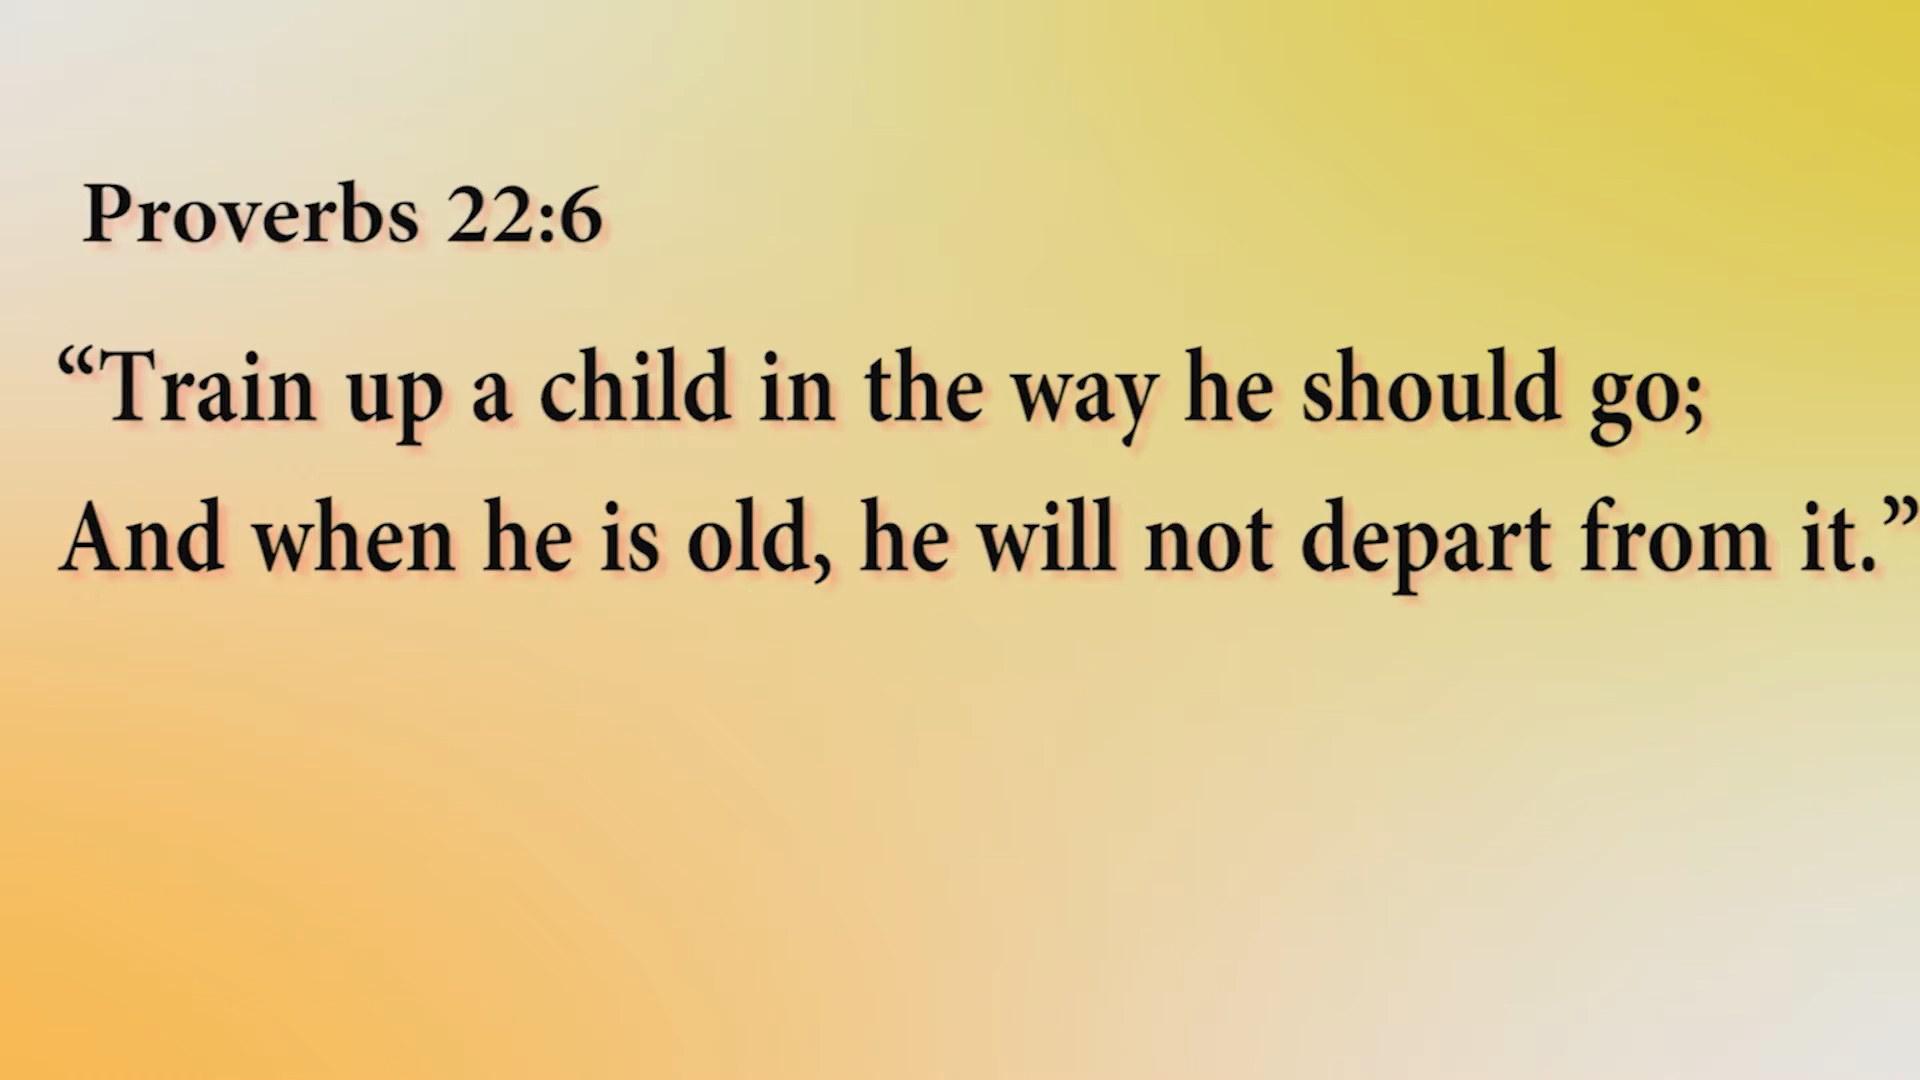 Proverbs 22:6
“Train up a child in the way he should go;
And when he is old, he will not depart from it.”